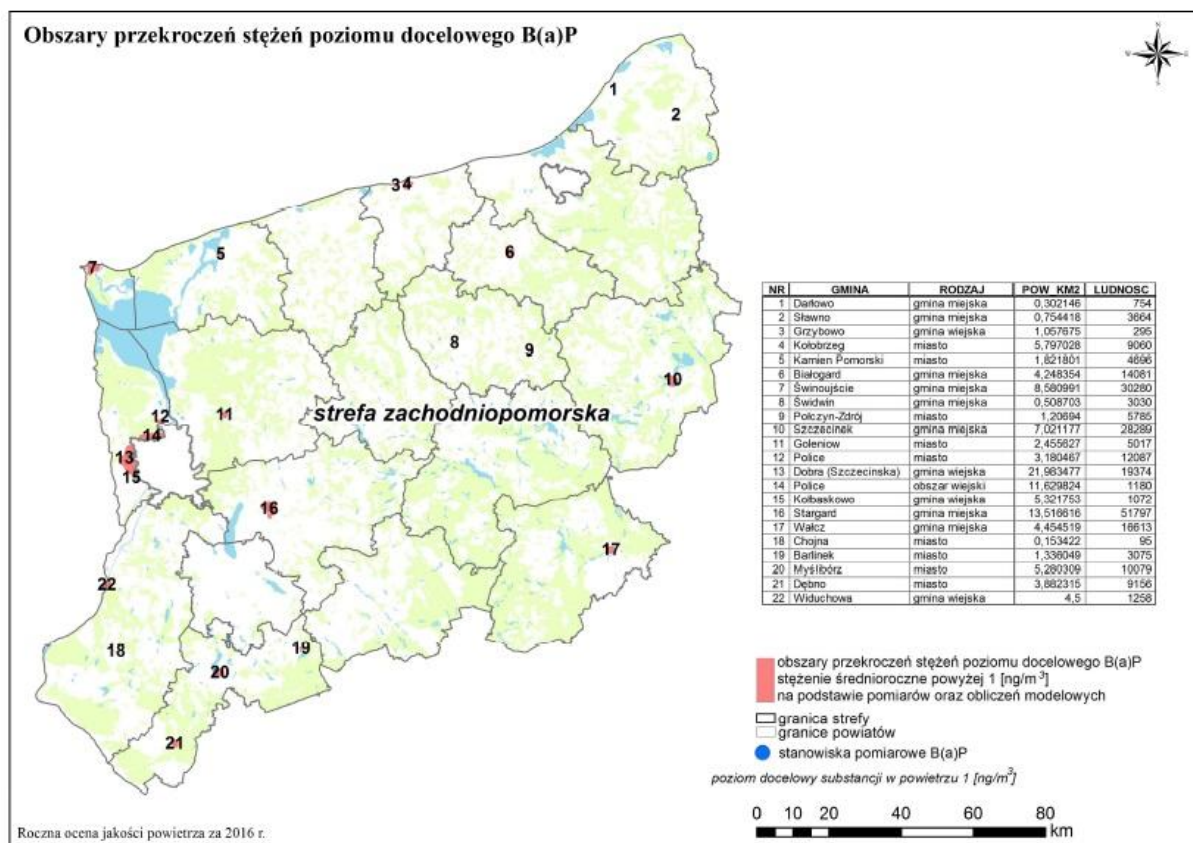 Obszary przekroczeń stężeń poziomu docelowego B(a)P
N
W
E
S
1
2
3
4
5
6
7
8
9
10
11
strefa zachodniopomorska
12
14
13
15
16
17
22
18
19
20
21
NR GMINA RODZAJ POW_KM2 LUDNOSC
1 Darłowo gmina miejska 0,302146 754
2 Sławno gmina miejska 0,754418 3664
3 Grzybowo gmina wiejska 1,057675 295
4 Kołobrzeg miasto 5,797028 9060
5 Kamien Pomorski miasto 1,821801 4696
6 Białogard gmina miejska 4,248354 14081
7 Świnoujście gmina miejska 8,580991 30280
8 Świdwin gmina miejska 0,508703 3030
9 Połczyn-Zdrój miasto 1,20694 5785
10 Szczecinek gmina miejska 7,021177 28289
11 Goleniow miasto 2,455627 5017
12 Police miasto 3,180467 12087
13 Dobra (Szczecinska) gmina wiejska 21,983477 19374
14 Police obszar wiejski 11,629824 1180
15 Kołbaskowo gmina wiejska 5,321753 1072
16 Stargard gmina miejska 13,516616 51797
17 Wałcz gmina miejska 4,454519 16613
18 Chojna miasto 0,153422 95
19 Barlinek miasto 1,336049 3075
20 Myślibórz miasto 5,280309 10079
21 Dębno miasto 3,882315 9156
22 Widuchowa gmina wiejska 4,5 1258
obszary przekroczeń stężeń poziomu docelowego B(a)P
stężenie średnioroczne powyżej 1 [ng/m³]
na podstawie pomiarów oraz obliczeń modelowych
granica strefy
granice powiatów
stanowiska pomiarowe B(a)P
poziom docelowy substancji w powietrzu 1 [ng/m³]
0 10 20 40 60 80
km
Roczna ocena jakości powietrza za 2016 r.